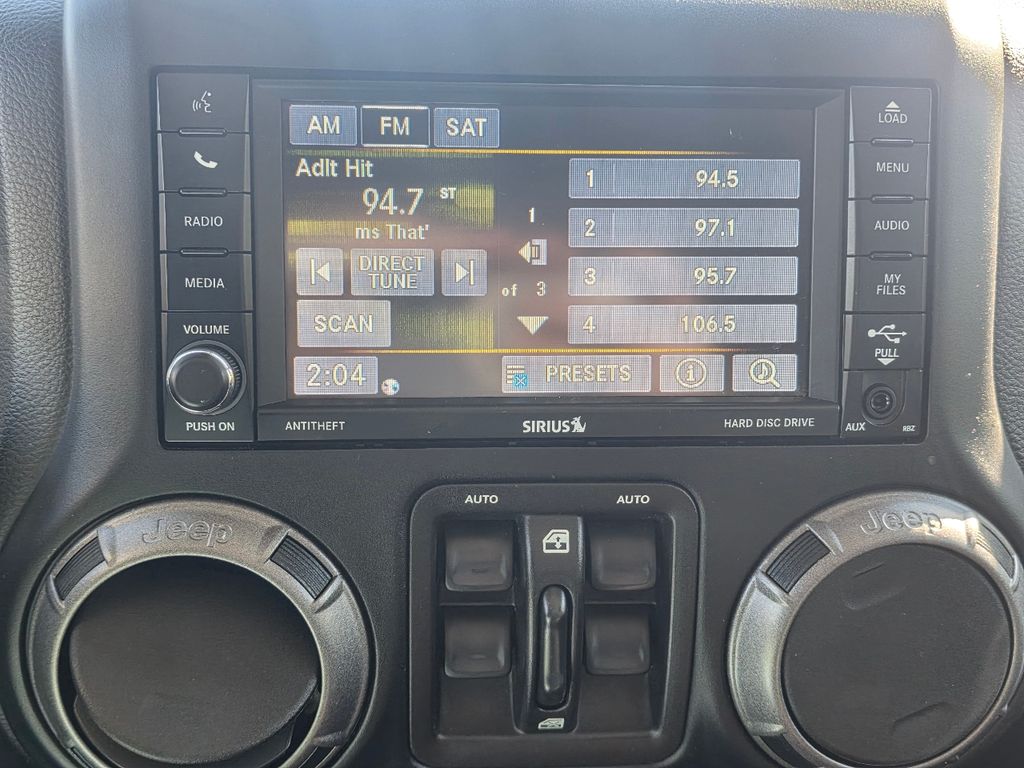 AM FM SAT
LOAD
MENU
AUDIO
MY
FILES
PULL
AUX
RBZ
RADIO
MEDIA
VOLUME
PUSH ON
Adlt Hit
94.7 ST
ms That'
DIRECT
TUNE
SCAN
1
of 3
1 94.5
2 97.1
3 95.7
4 106.5
2:04
PRESETS
i
ANTITHEFT
SIRIUS
HARD DISC DRIVE
AUTO
AUTO
Jeep
Jeep